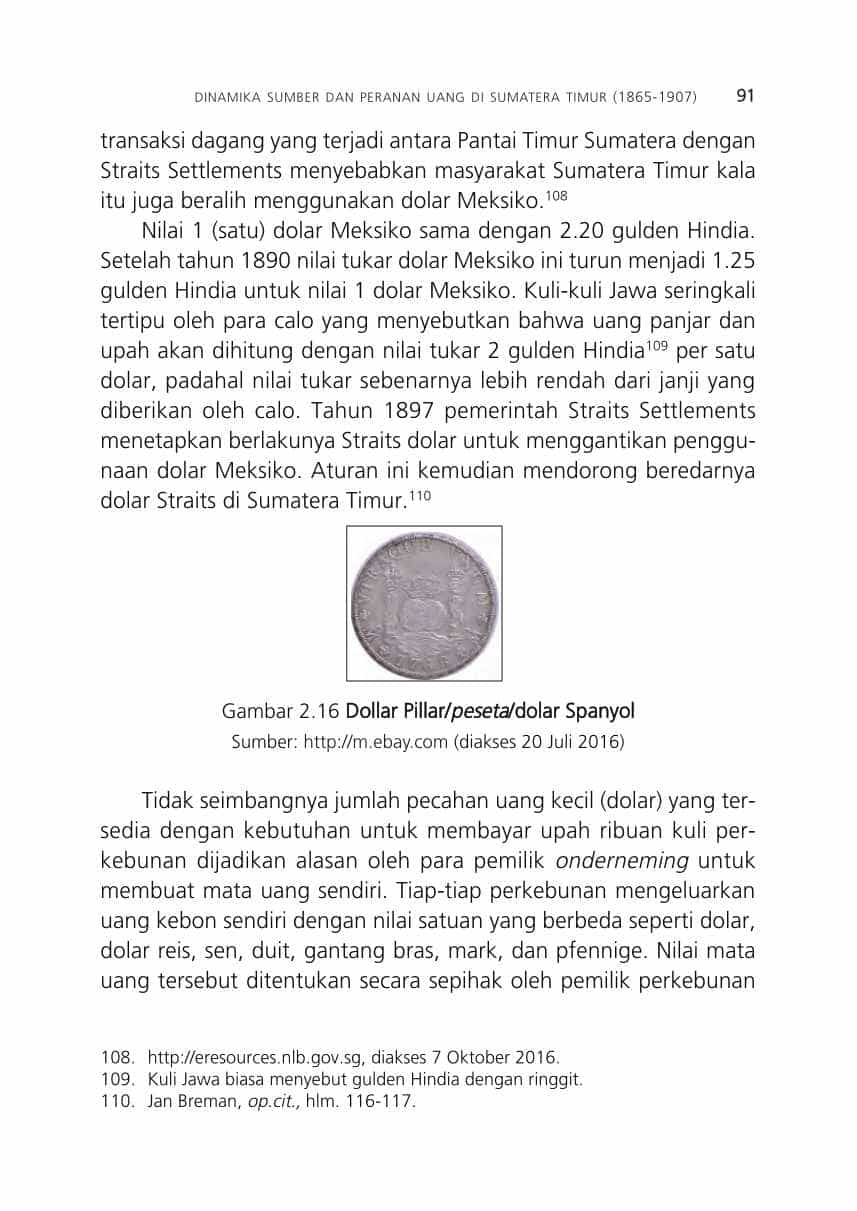 DINAMIKA SUMBER DAN PERANAN UANG DI SUMATERA TIMUR (1865-1907) 91
transaksi dagang yang terjadi antara Pantai Timur Sumatera dengan
Straits Settlements menyebabkan masyarakat Sumatera Timur kala
itu juga beralih menggunakan dolar Meksiko.108
Nilai 1 (satu) dolar Meksiko sama dengan 2.20 gulden Hindia.
Setelah tahun 1890 nilai tukar dolar Meksiko ini turun menjadi 1.25
gulden Hindia untuk nilai 1 dolar Meksiko. Kuli-kuli Jawa seringkali
tertipu oleh para calo yang menyebutkan bahwa uang panjar dan
upah akan dihitung dengan nilai tukar 2 gulden Hindia109 per satu
dolar, padahal nilai tukar sebenarnya lebih rendah dari janji yang
diberikan oleh calo. Tahun 1897 pemerintah Straits Settlements
menetapkan berlakunya Straits dolar untuk menggantikan penggu-
naan dolar Meksiko. Aturan ini kemudian mendorong beredarnya
dolar Straits di Sumatera Timur.110
Gambar 2.16 Dollar Pillar/peseta/dolar Spanyol
Sumber: http://m.ebay.com (diakses 20 Juli 2016)
Tidak seimbangnya jumlah pecahan uang kecil (dolar) yang ter-
sedia dengan kebutuhan untuk membayar upah ribuan kuli per-
kebunan dijadikan alasan oleh para pemilik onderneming untuk
membuat mata uang sendiri. Tiap-tiap perkebunan mengeluarkan
uang kebon sendiri dengan nilai satuan yang berbeda seperti dolar,
dolar reis, sen, duit, gantang bras, mark, dan pfennige. Nilai mata
uang tersebut ditentukan secara sepihak oleh pemilik perkebunan
108. http://eresources.nlb.gov.sg, diakses 7 Oktober 2016.
109. Kuli Jawa biasa menyebut gulden Hindia dengan ringgit.
110. Jan Breman, op.cit., hlm. 116-117.